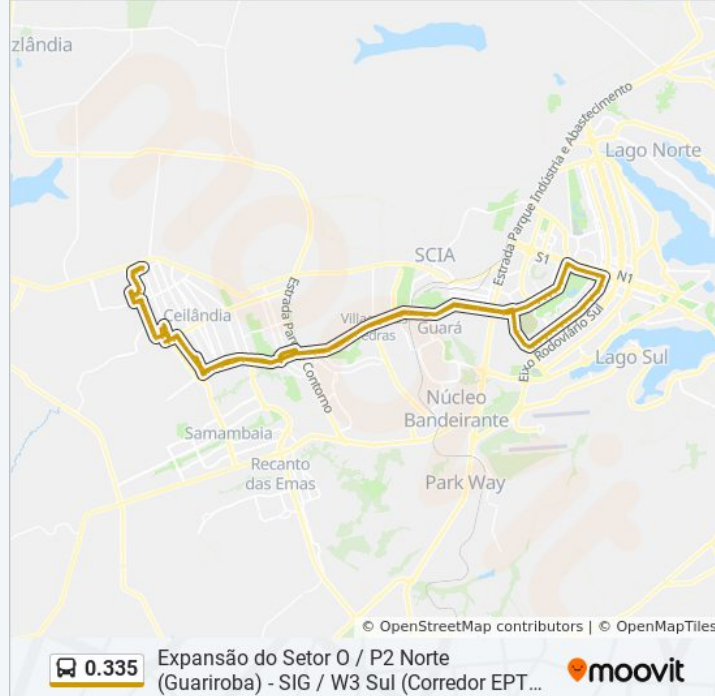 zlândia
Lago Norte
Estrada Parque Indústria e Abastecimento
SCIA
S1
N1
Estrada Parque Contorno
Ceilândia
Guará
Eixo Rodoviário Sul
Lago Sul
Núcleo
Bandeirante
Samambaia
Recanto
das Emas
Park Way
© OpenStreetMap contributors | © OpenMapTiles
0.335
Expansão do Setor O / P2 Norte
(Guariroba) - SIG / W3 Sul (Corredor EPT...
moovit